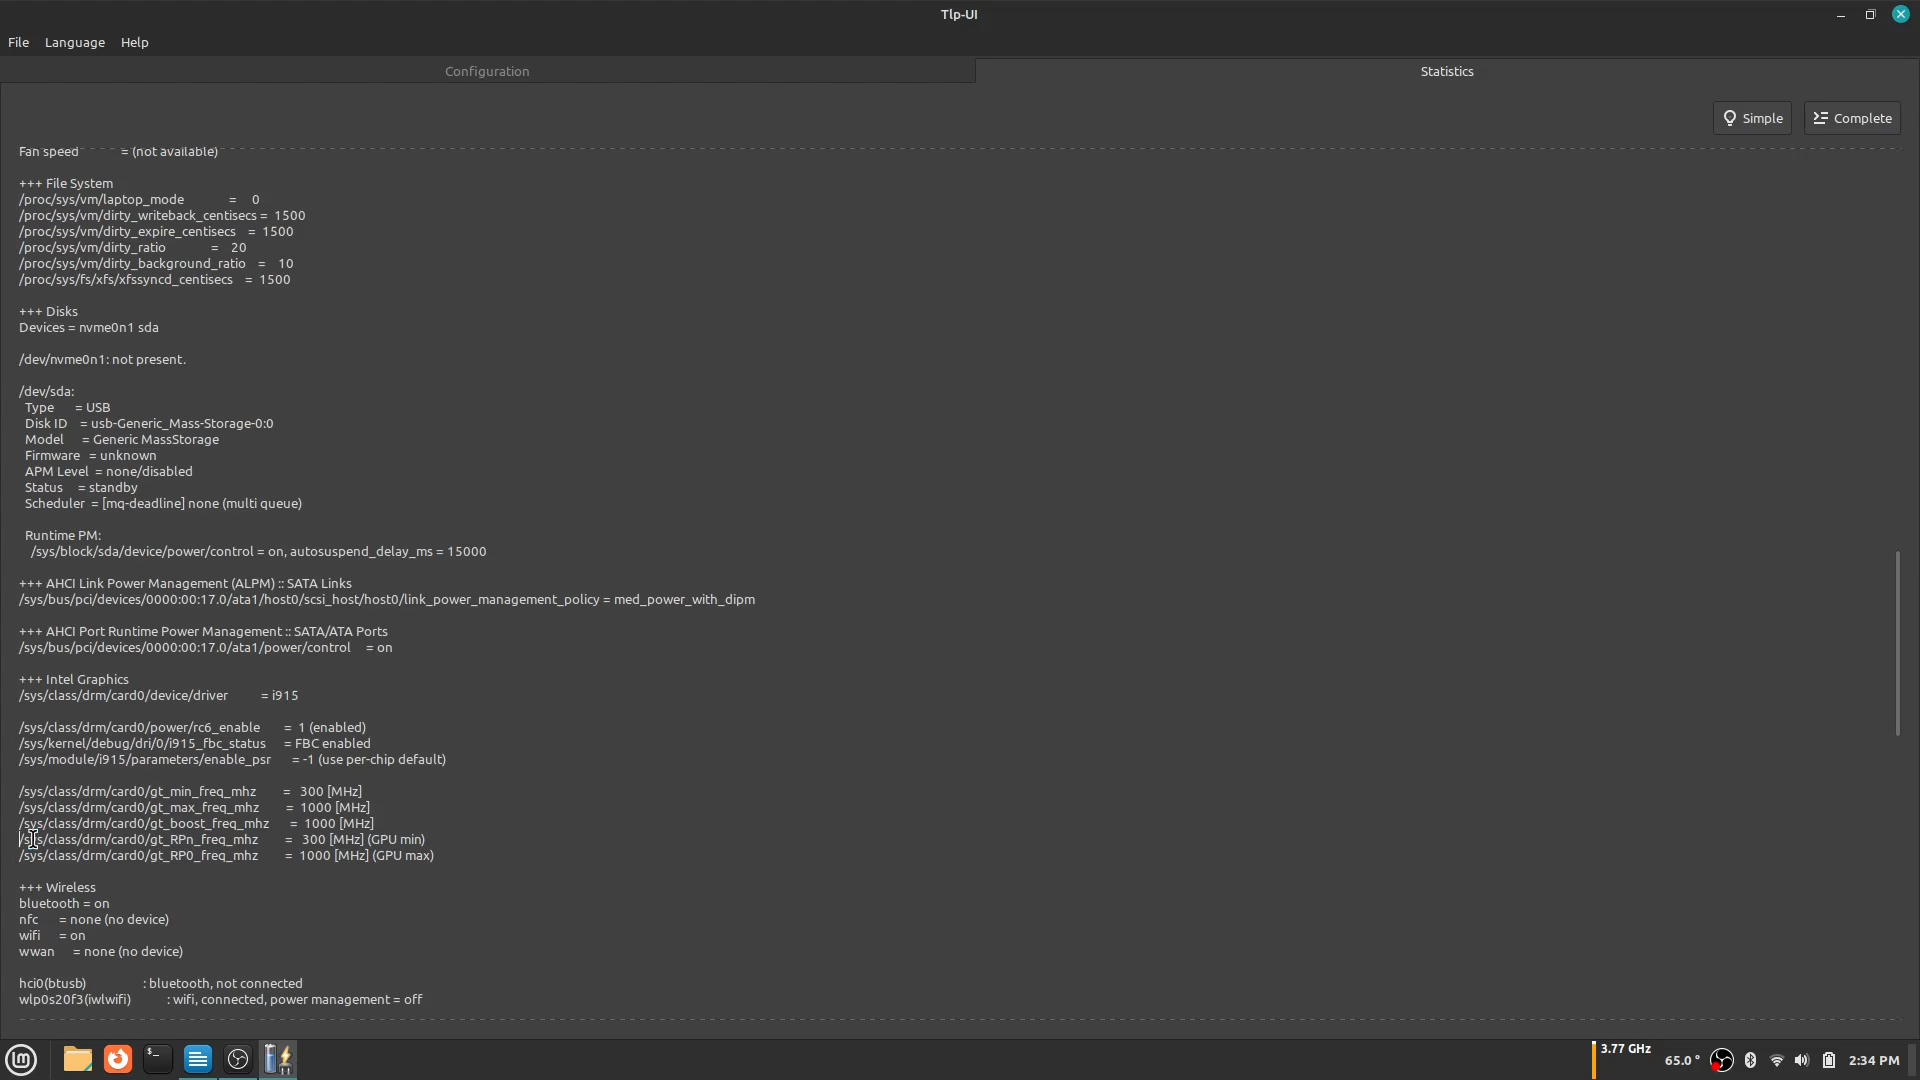 Tlp-UI
File Language Help
Configuration Statistics
Simple Complete
Fan speed = (not available)
+++ File System
/proc/sys/vm/laptop_mode = 0
/proc/sys/vm/dirty_writeback_centisecs = 1500
/proc/sys/vm/dirty_expire_centisecs = 1500
/proc/sys/vm/dirty_ratio = 20
/proc/sys/vm/dirty_background_ratio = 10
/proc/sys/fs/xfs/xfssyncd_centisecs = 1500
+++ Disks
Devices = nvme0n1 sda
/dev/nvme0n1: not present.
/dev/sda:
Type = USB
Disk ID = usb-Generic_Mass-Storage-0:0
Model = Generic MassStorage
Firmware = unknown
APM Level = none/disabled
Status = standby
Scheduler = [mq-deadline] none (multi queue)
Runtime PM:
/sys/block/sda/device/power/control = on, autosuspend_delay_ms = 15000
+++ AHCI Link Power Management (ALPM) :: SATA Links
/sys/bus/pci/devices/0000:00:17.0/ata1/host0/scsi_host/host0/link_power_management_policy = med_power_with_dipm
+++ AHCI Port Runtime Power Management :: SATA/ATA Ports
/sys/bus/pci/devices/0000:00:17.0/ata1/power/control = on
+++ Intel Graphics
/sys/class/drm/card0/device/driver = i915
/sys/class/drm/card0/power/rc6_enable = 1 (enabled)
/sys/kernel/debug/dri/0/i915_fbc_status = FBC enabled
/sys/module/i915/parameters/enable_psr = -1 (use per-chip default)
/sys/class/drm/card0/gt_min_freq_mhz = 300 [MHz]
/sys/class/drm/card0/gt_max_freq_mhz = 1000 [MHz]
/sys/class/drm/card0/gt_boost_freq_mhz = 1000 [MHz]
/sys/class/drm/card0/gt_RPn_freq_mhz = 300 [MHz] (GPU min)
/sys/class/drm/card0/gt_RP0_freq_mhz = 1000 [MHz] (GPU max)
+++ Wireless
bluetooth = on
nfc = none (no device)
wifi = on
wwan = none (no device)
hci0(btusb) : bluetooth, not connected
wlp0s20f3(iwlwifi) : wifi, connected, power management = off
3.77 GHz 65.0 ° 2:34 PM